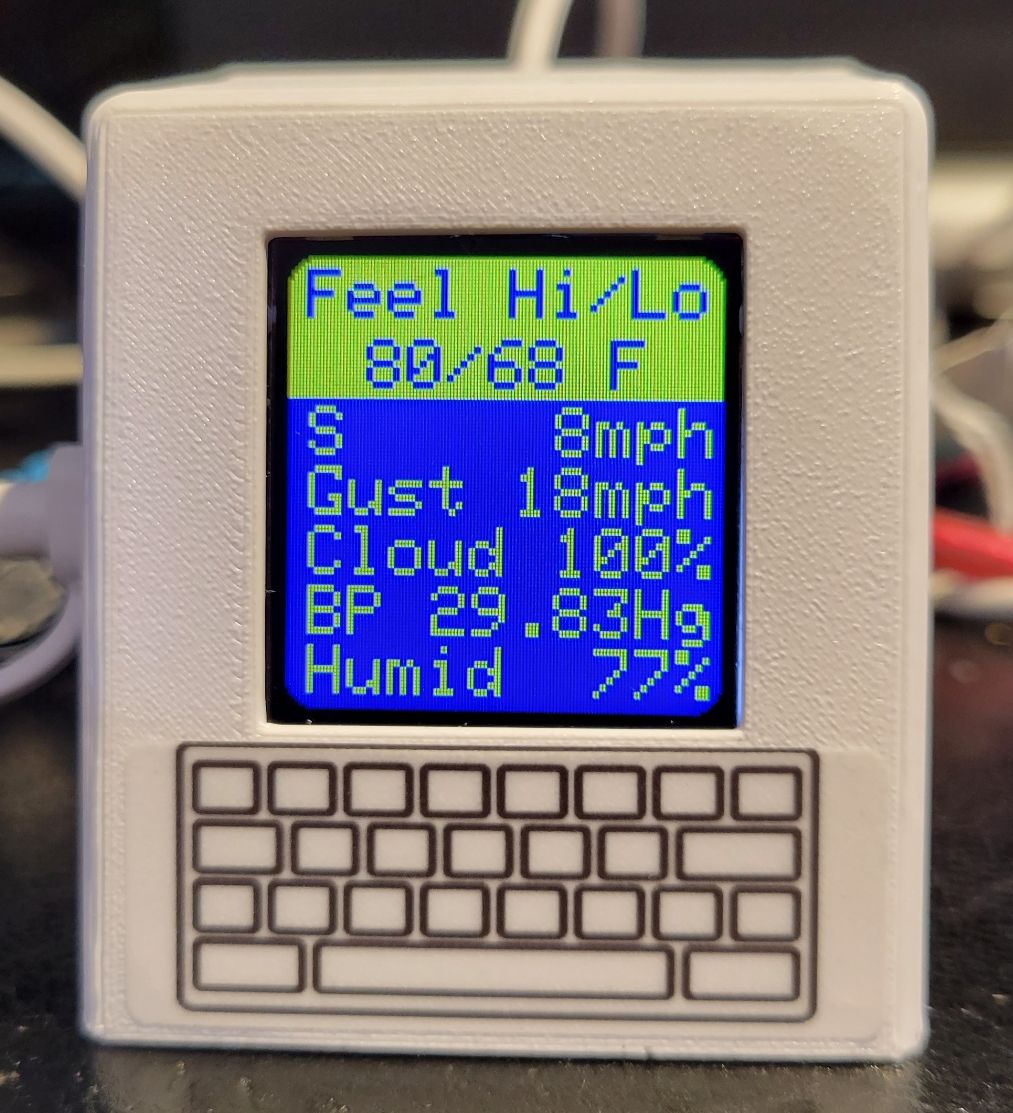 Feel Hi/Lo
80/68 F
S 8mph
Gust 18mph
Cloud 100%
BP 29.83Hg
Humid 77%